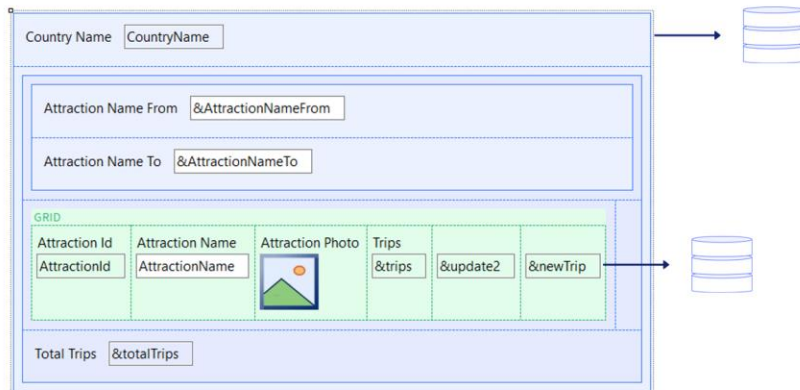 Country Name CountryName
Attraction Name From &AttractionNameFrom
Attraction Name To &AttractionNameTo
GRID
Attraction Id Attraction Name Attraction Photo Trips
AttractionId AttractionName &trips &update2 &newTrip
Total Trips &totalTrips